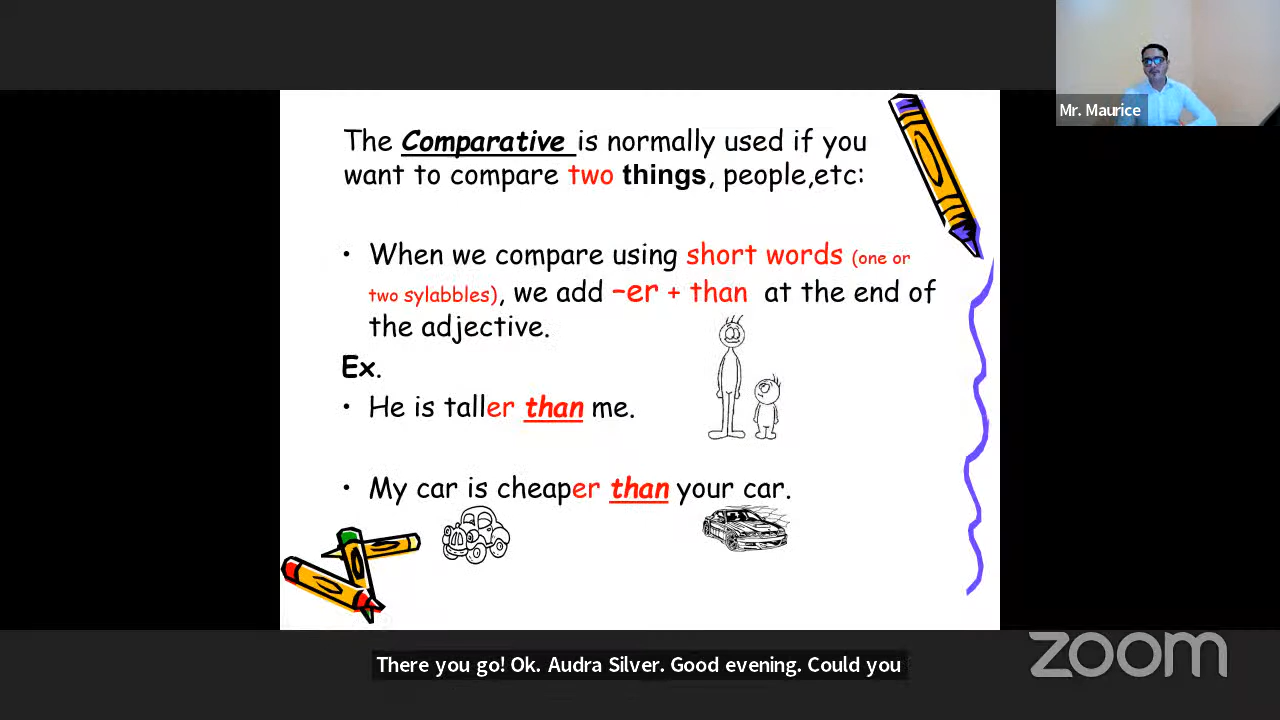 Mr. Maurice
The Comparative is normally used if you
want to compare two things, people,etc:
• When we compare using short words (one or
two sylabbles), we add –er + than at the end of
the adjective.
Ex.
• He is taller than me.
• My car is cheaper than your car.
There you go! Ok. Audra Silver. Good evening. Could you
zoom